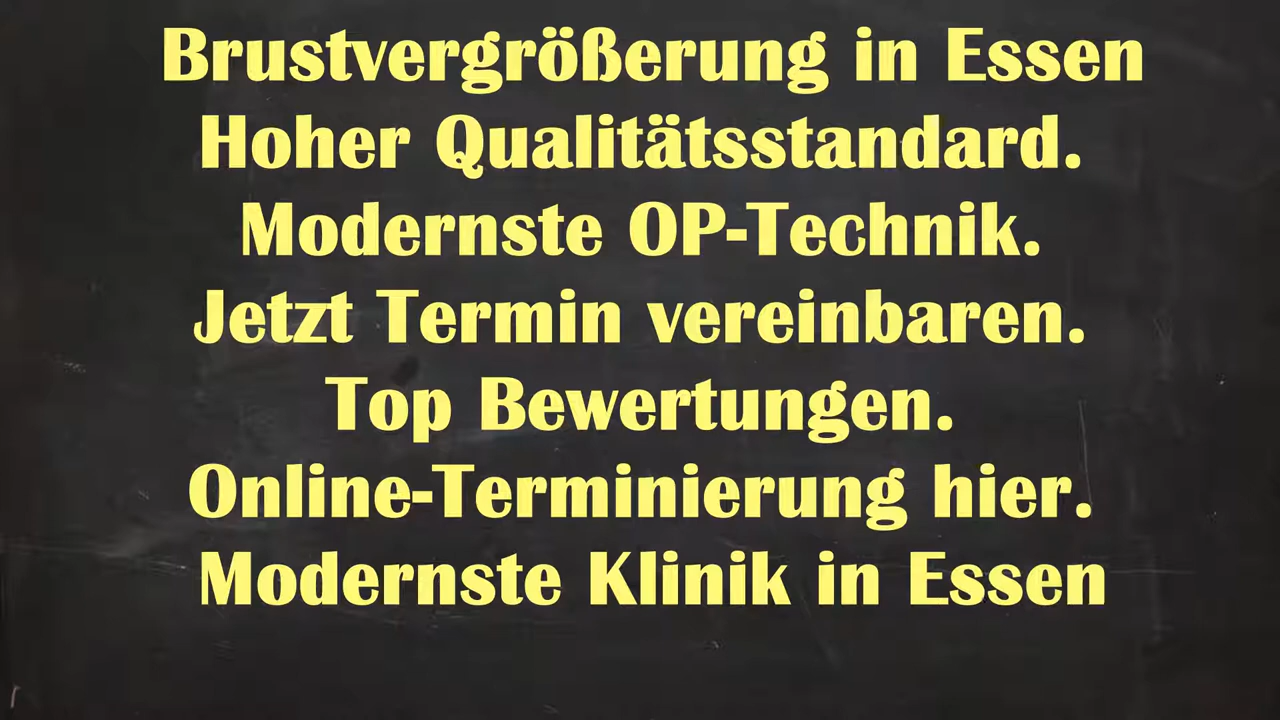 Brustvergrößerung in Essen
Hoher Qualitätsstandard.
Modernste OP-Technik.
Jetzt Termin vereinbaren.
Top Bewertungen.
Online-Terminierung hier.
Modernste Klinik in Essen